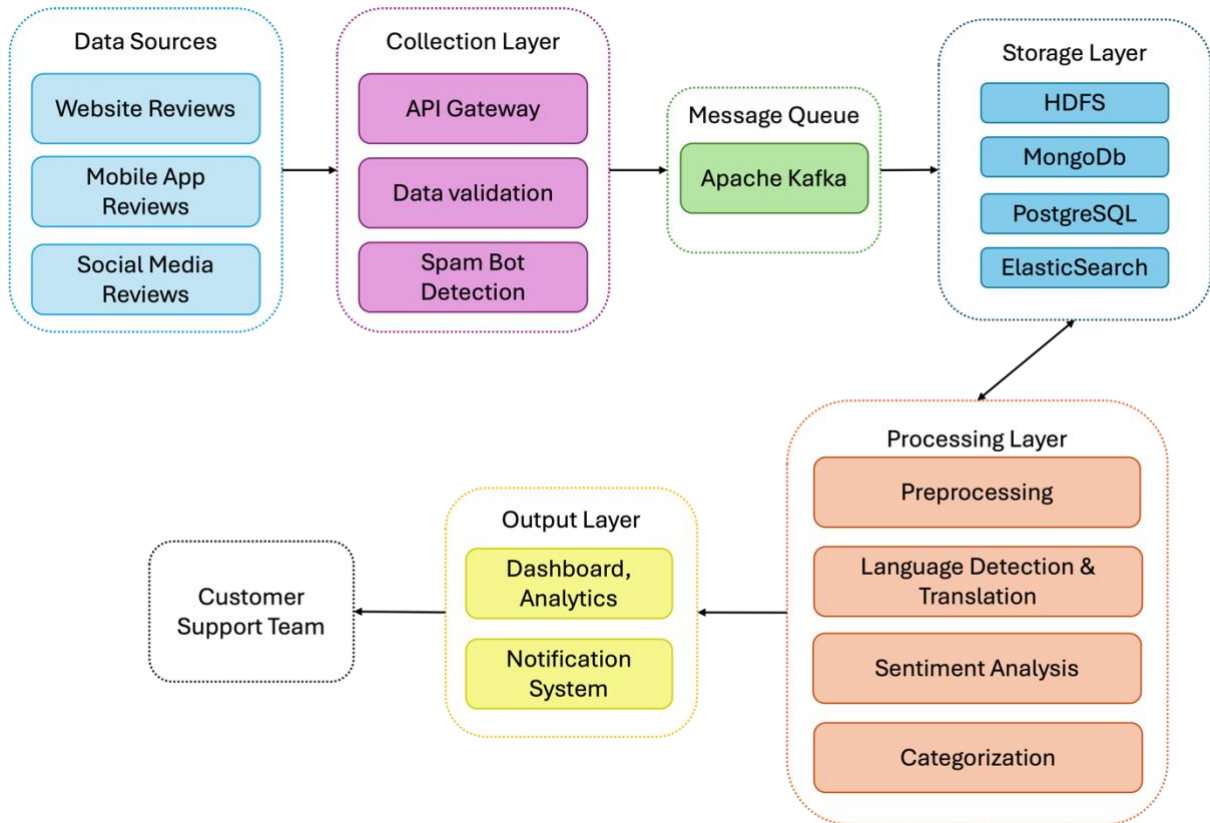 Data Sources
Website Reviews
Mobile App
Reviews
Social Media
Reviews
Collection Layer
API Gateway
Data validation
Spam Bot
Detection
Message Queue
Apache Kafka
Storage Layer
HDFS
MongoDb
PostgreSQL
ElasticSearch
Processing Layer
Preprocessing
Language Detection &
Translation
Sentiment Analysis
Categorization
Output Layer
Dashboard,
Analytics
Notification
System
Customer
Support Team